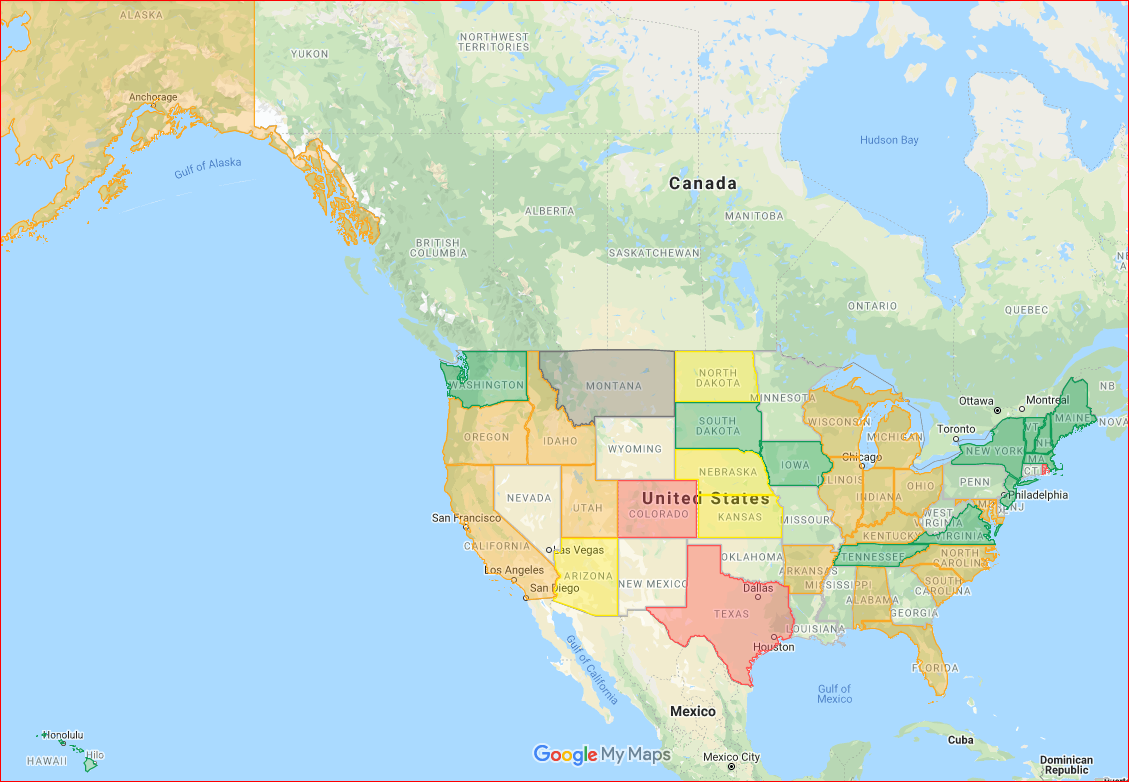 ALASKA
NORTHWEST
TERRITORIES
YUKON
Anchorage
Hudson Bay
Gulf of Alaska
Canada
ALBERTA
MANITOBA
BRITISH
COLUMBIA
SASKATCHEWAN
ONTARIO
QUEBEC
WASHINGTON
MONTANA
NORTH
DAKOTA
NB
MINNESOTA
Ottawa
Montreal
MAINE
NOVA
SOUTH
DAKOTA
WISCONSIN
Toronto
VT
NH
OREGON
IDAHO
MICHIGAN
WYOMING
NEW YORK
MA
CT
RI
IOWA
Chicago
NEBRASKA
ILLINOIS
INDIANA
OHIO
PENN
NEVADA
United States
Philadelphia
UTAH
COLORADO
KANSAS
MISSOURI
WEST
VIRGINIA
MD
NJ
San Francisco
KENTUCKY
VIRGINIA
CALIFORNIA
Las Vegas
OKLAHOMA
TENNESSEE
NORTH
CAROLINA
Los Angeles
ARIZONA
NEW MEXICO
ARKANSAS
MISSISSIPPI
SOUTH
CAROLINA
San Diego
Dallas
ALABAMA
GEORGIA
TEXAS
LOUISIANA
Houston
Gulf of California
FLORIDA
Gulf of
Mexico
Mexico
Honolulu
Hilo
HAWAII
Google My Maps
Mexico City
Cuba
Dominican
Republic